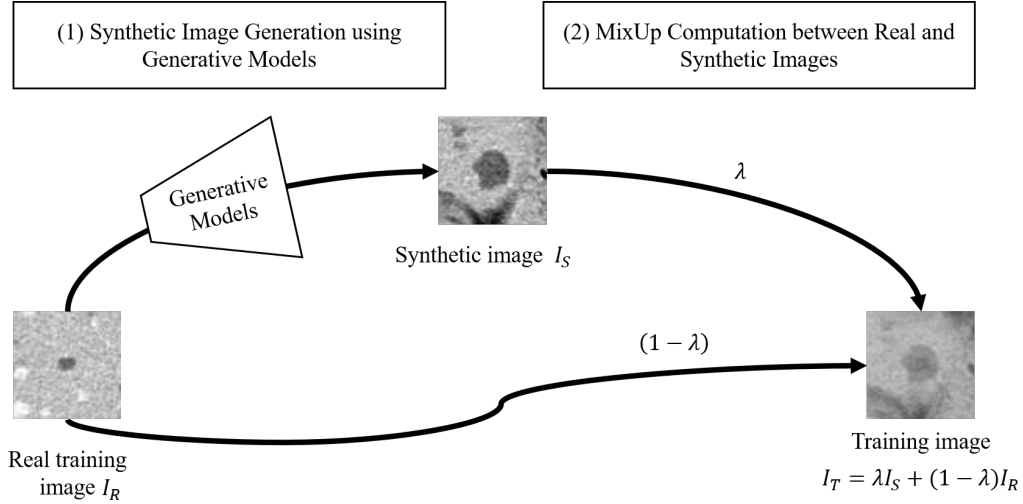 (1) Synthetic Image Generation using
Generative Models
(2) MixUp Computation between Real and
Synthetic Images
Generative
Models
λ
Synthetic image I_S
(1 − λ)
Real training
image I_R
Training image
I_T = λI_S + (1 − λ)I_R